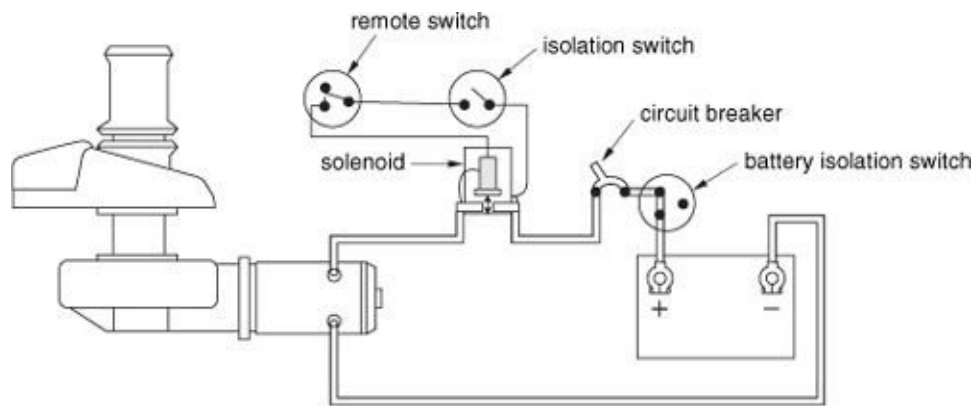 remote switch
isolation switch
circuit breaker
solenoid
battery isolation switch
+ −